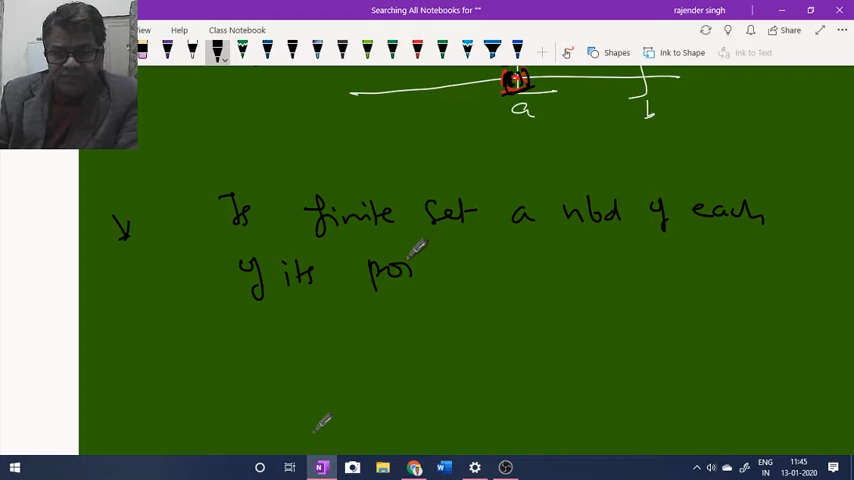 Searching All Notebooks for ""
rajender singh
View Help Class Notebook
Share
Shapes Ink to Shape Ink to Text
a
b
Is finite set a nbd of each
of its poi
ENG
IN
11:45
13-01-2020